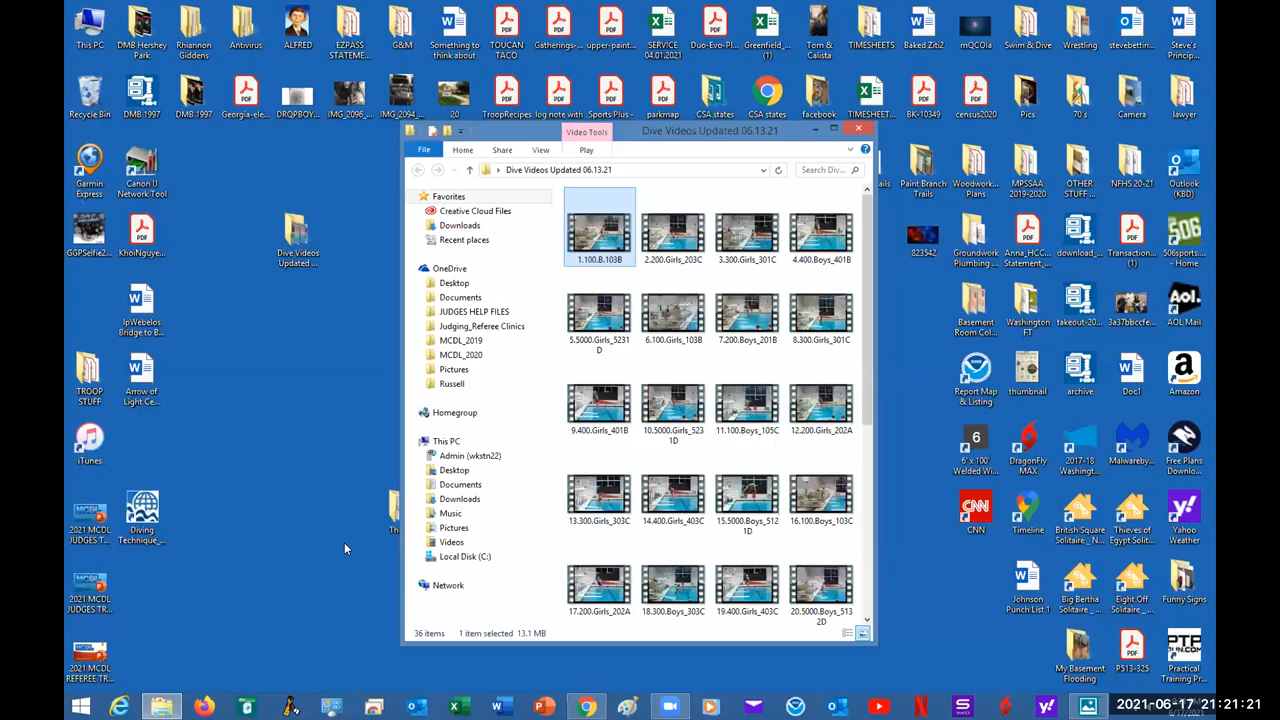 This PC
DMB Hershey Park
Rhiannon Giddens
Antivirus
ALFRED
EZPASS STATEME...
G&M
Something to think about
TOUCAN TACO
Gatherings-...
upper-paint...
SERVICE 04.01.2021
Duo-Evo-Pl...
Greenfield_... (1)
Tom & Calista
TIMESHEETS
Baked Ziti2
mQCOla
Swim & Dive
Wrestling
stevebettin...
Steve's Princip...
Recycle Bin
DMB 1997
DMB 1997
Georgia-ele...
DRQPBOV...
IMG_2096_...
IMG_2094_...
20
TroopRecipes
log note with
Sports Plus -
parkmap
CSA states
CSA states
facebook
TIMESHEET...
BK-10349
census2020
Pics
70's
Camera
lawyer
Video Tools
Dive Videos Updated 06.13.21
File
Home
Share
View
Play
Dive Videos Updated 06.13.21
Search Div...
Garmin Express
Canon IJ Network Tool
Paint Branch Trails
Woodwork... Plans
MPSSAA 2019-2020
OTHER STUFF ...
NFHS 20-21
Outlook (KBD)
GGPSelfie2...
KhoiNguye...
Dive Videos Updated ...
823542
Groundwork Plumbing ...
Anna_HCC... Statement_...
download_...
Transaction... (1)
506sports... - Home
IpWebelos Bridge to B...
Basement Room Col...
Washington FT
takeout-20...
3a37bbccfe...
AOL Mail
TROOP STUFF
Arrow of Light Ce...
Report Map & Listing
thumbnail
archive
Doc1
Amazon
iTunes
6' x 100' Welded Wi...
DragonFly MAX
2017-18 Washingt...
Malwareby...
Free Plans Downlo...
2021 MCDL JUDGES T...
Diving Technique_...
Th
CNN
Timeline
British Square Solitaire _ N...
Thieves of Egypt Solit...
Yahoo Weather
2021 MCDL JUDGES TR...
Johnson Punch List 1
Big Bertha Solitaire _...
Eight Off Solitaire _...
Funny Signs
2021 MCDL REFEREE TR...
My Basement Flooding
P513-325
Practical Training Pr...
Favorites
Creative Cloud Files
Downloads
Recent places
OneDrive
Desktop
Documents
JUDGES HELP FILES
Judging_Referee Clinics
MCDL_2019
MCDL_2020
Pictures
Russell
Homegroup
This PC
Admin (wkstn22)
Desktop
Documents
Downloads
Music
Pictures
Videos
Local Disk (C:)
Network
1.100.B.103B
2.200.Girls_203C
3.300.Girls_301C
4.400.Boys_401B
5.5000.Girls_5231D
6.100.Girls_103B
7.200.Boys_201B
8.300.Girls_301C
9.400.Girls_401B
10.5000.Girls_5231D
11.100.Boys_105C
12.200.Girls_202A
13.300.Girls_303C
14.400.Girls_403C
15.5000.Boys_5121D
16.100.Boys_103C
17.200.Girls_202A
18.300.Boys_303C
19.400.Girls_403C
20.5000.Boys_5132D
36 items
1 item selected 13.1 MB
2021-06-17 21:21:21